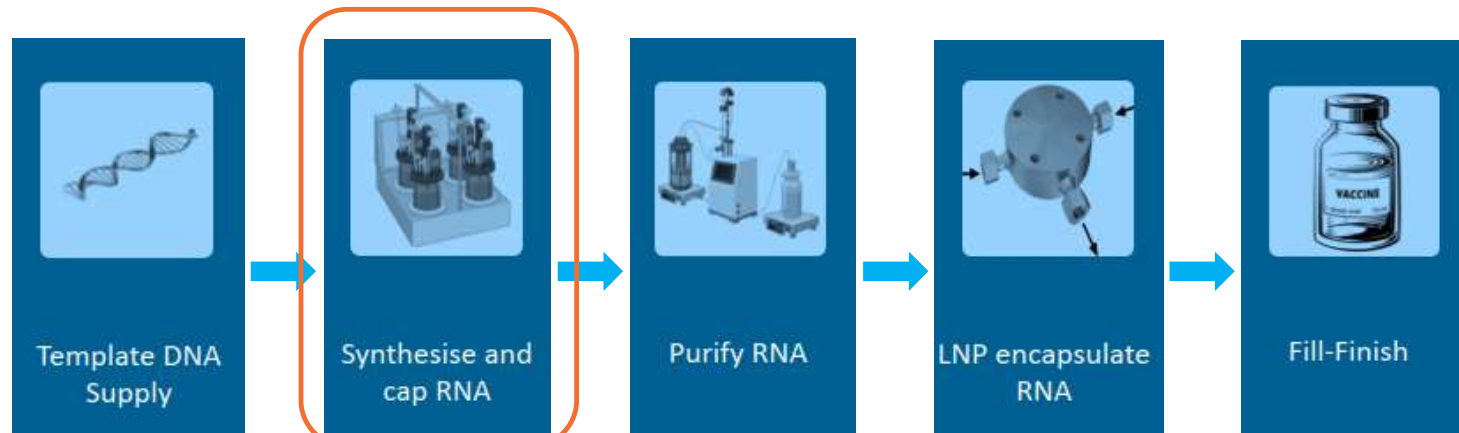 Template DNA
Supply
Synthesise and
cap RNA
Purify RNA
LNP encapsulate
RNA
VACCINE
Fill-Finish